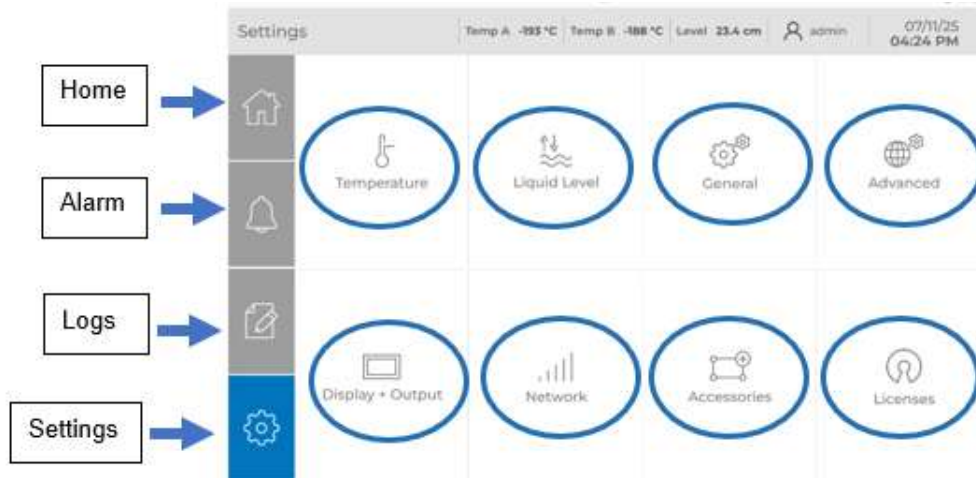 Settings
Temp A -193 °C Temp B -188 °C Level 23.4 cm admin 07/11/25
04:24 PM
Home
Alarm
Logs
Settings
Temperature
Liquid Level
General
Advanced
Display + Output
Network
Accessories
Licenses